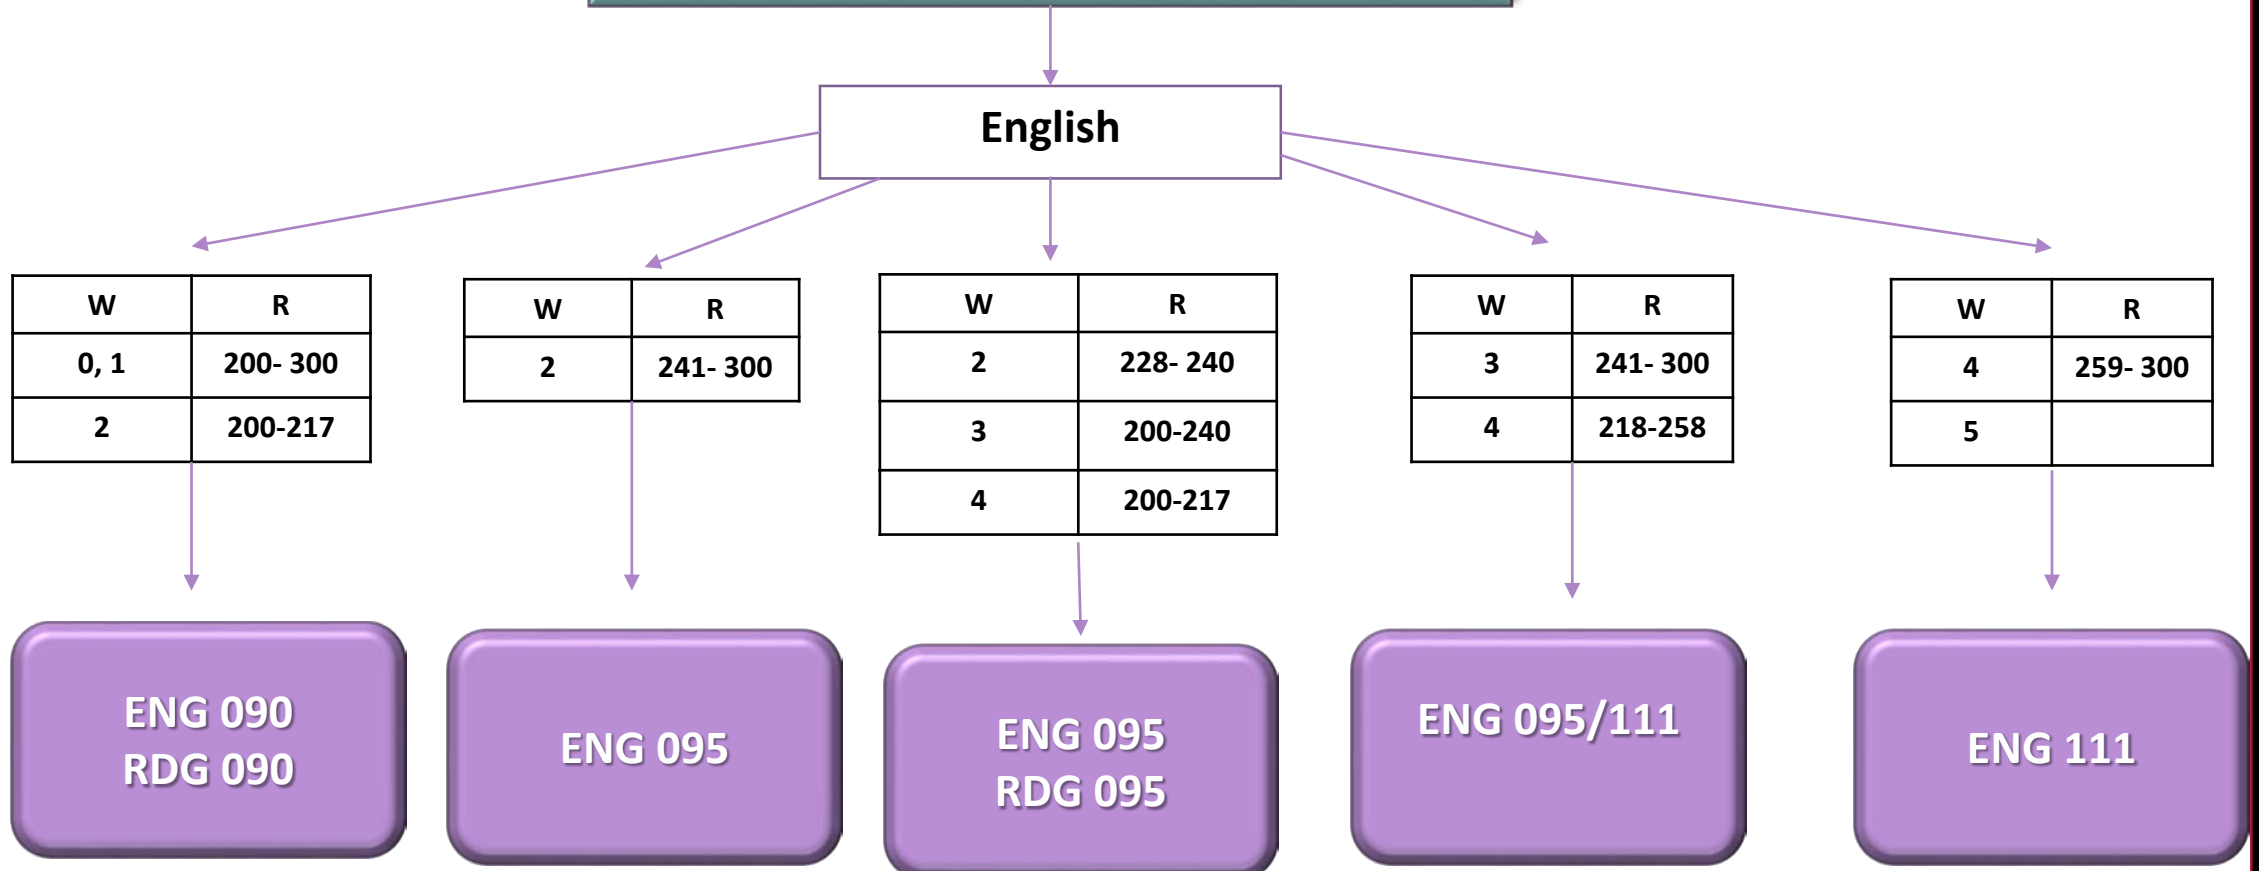 English
W R
0, 1 200- 300
2 200-217
W R
2 241- 300
W R
2 228- 240
3 200-240
4 200-217
W R
3 241- 300
4 218-258
W R
4 259- 300
5
ENG 090
RDG 090
ENG 095
ENG 095
RDG 095
ENG 095/111
ENG 111